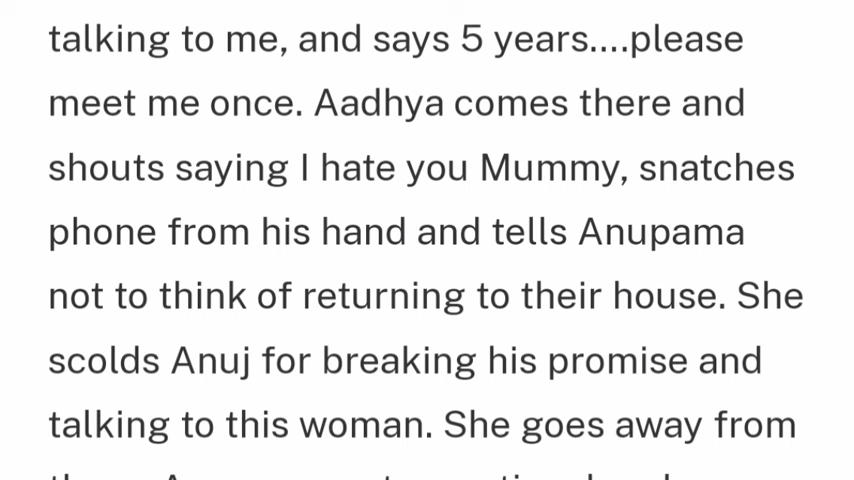 talking to me, and says 5 years....please
meet me once. Aadhya comes there and
shouts saying I hate you Mummy, snatches
phone from his hand and tells Anupama
not to think of returning to their house. She
scolds Anuj for breaking his promise and
talking to this woman. She goes away from